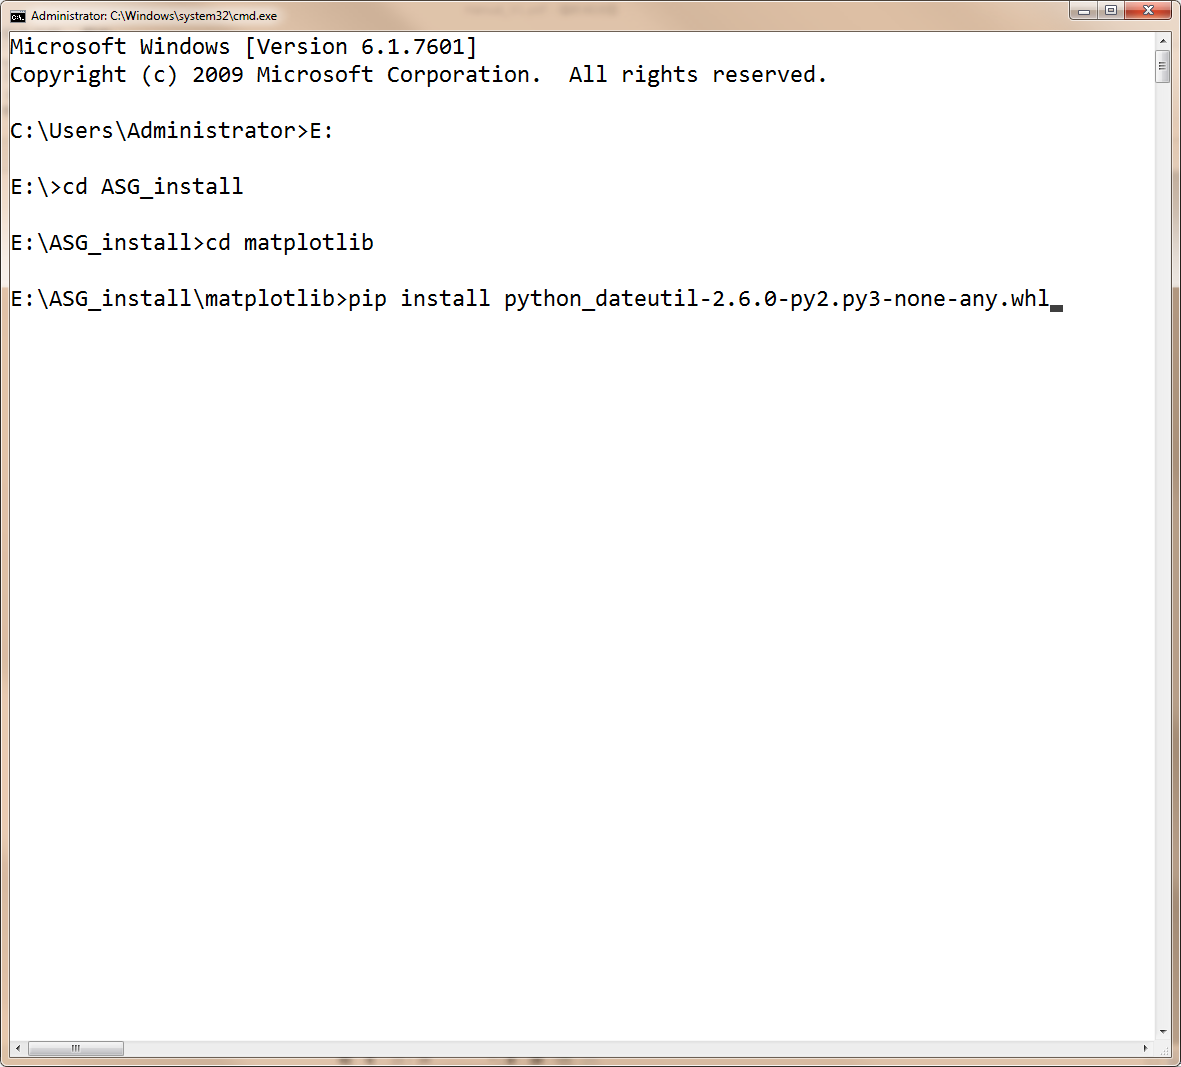 Administrator: C:\Windows\system32\cmd.exe
Microsoft Windows [Version 6.1.7601]
Copyright (c) 2009 Microsoft Corporation.  All rights reserved.
C:\Users\Administrator>E:
E:\>cd ASG_install
E:\ASG_install>cd matplotlib
E:\ASG_install\matplotlib>pip install python_dateutil-2.6.0-py2.py3-none-any.whl